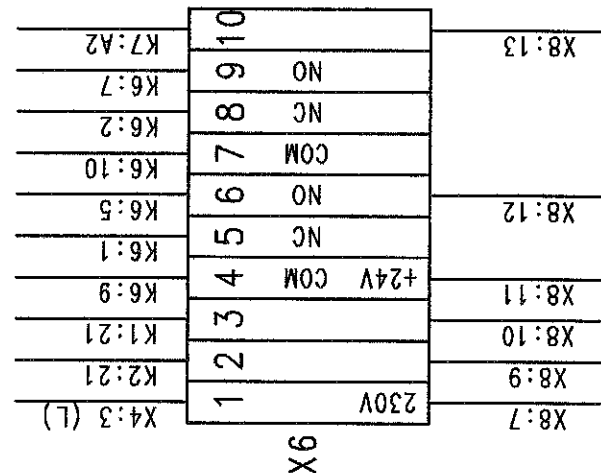 K7:A2 10 X8:13
K6:7 9 NO
K6:2 8 NC
K6:10 7 COM
K6:5 6 NO X8:12
K6:1 5 NC
K6:9 4 COM +24V X8:11
K1:21 3 X8:10
K2:21 2 X8:9
X4:3 (L) 1 230V X8:7
X6